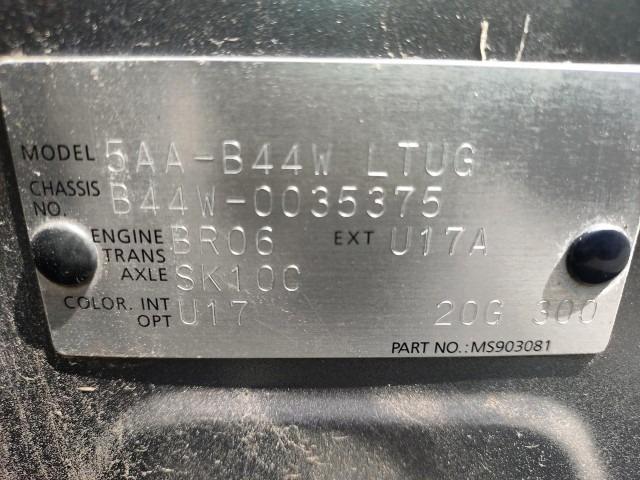 MODEL 5AA-B44W LTUG
CHASSIS NO. B44W-0035375
ENGINE BR06 EXT U17A
TRANS AXLE SK10C
COLOR. INT U17 20G 300
OPT
PART NO.: MS903081